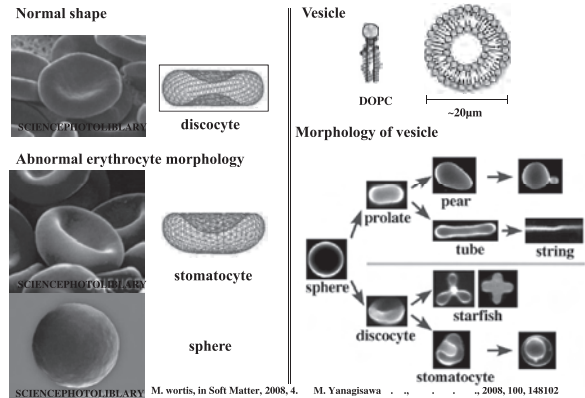 Normal shape
SCIENCEPHOTOLIBLARY
discocyte
Abnormal erythrocyte morphology
SCIENCEPHOTOLIBLARY
stomatocyte
SCIENCEPHOTOLIBLARY
sphere
M. wortis, in Soft Matter, 2008, 4.
Vesicle
DOPC
~20μm
Morphology of vesicle
sphere
prolate
pear
tube
string
discocyte
starfish
stomatocyte
M. Yanagisawa . ., . . ., 2008, 100, 148102